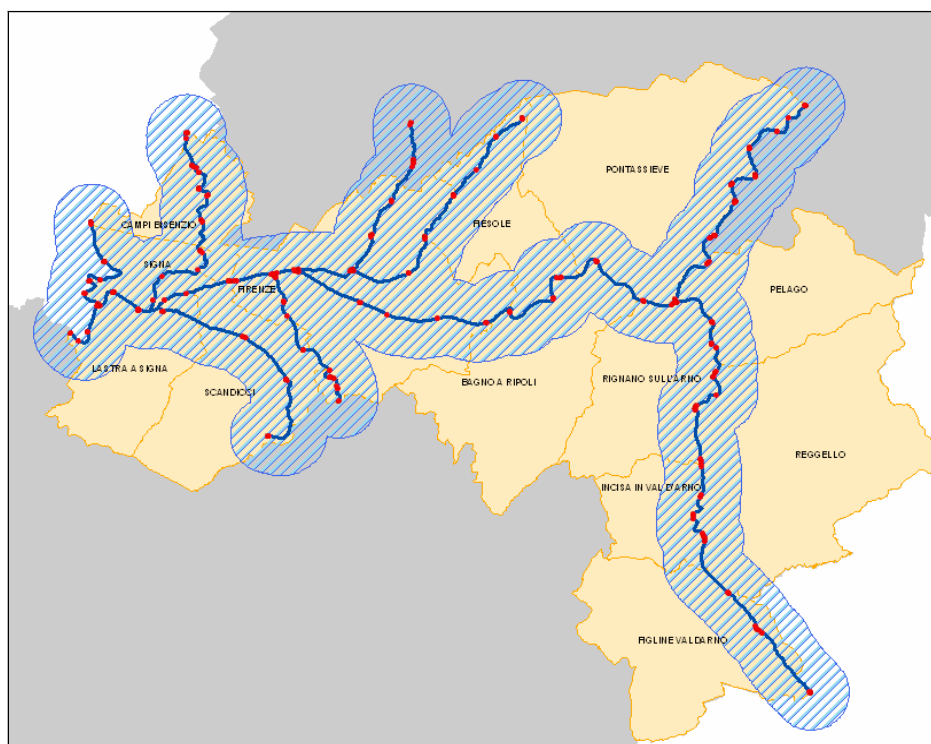 PONTASSIEVE
CAMPI BISENZIO
FIESOLE
SIGNA
FIRENZE
PELAGO
LASTRA A SIGNA
SCANDICCI
BAGNO A RIPOLI
RIGNANO SULL'ARNO
REGGELLO
INCISA IN VAL D'ARNO
FIGLINE VALDARNO